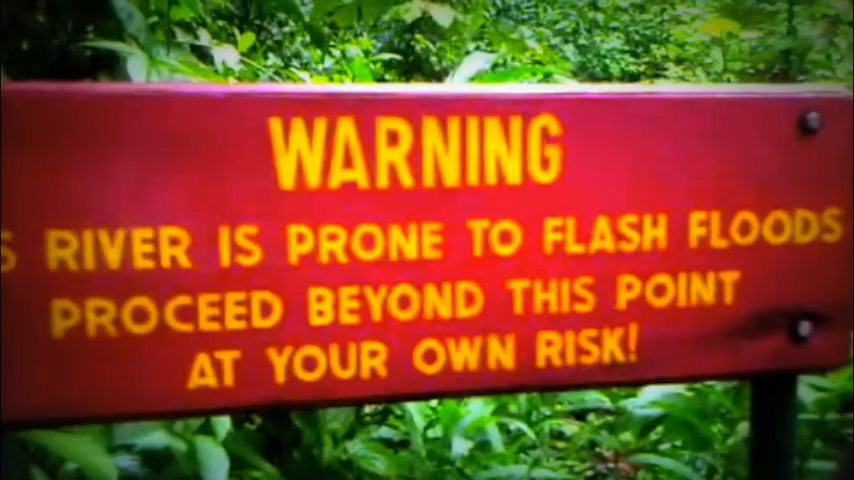 WARNING
S RIVER IS PRONE TO FLASH FLOODS
PROCEED BEYOND THIS POINT
AT YOUR OWN RISK!